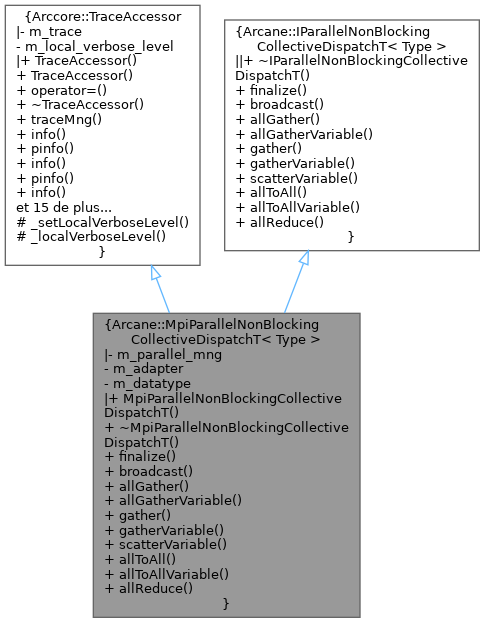 {Arccore::TraceAccessor
|- m_trace
- m_local_verbose_level
|+ TraceAccessor()
+ TraceAccessor()
+ operator=()
+ ~TraceAccessor()
+ traceMng()
+ info()
+ pinfo()
+ info()
+ pinfo()
+ info()
et 15 de plus...
# _setLocalVerboseLevel()
# _localVerboseLevel()
}
{Arcane::IParallelNonBlocking
CollectiveDispatchT< Type >
||+ ~IParallelNonBlockingCollective
DispatchT()
+ finalize()
+ broadcast()
+ allGather()
+ allGatherVariable()
+ gather()
+ gatherVariable()
+ scatterVariable()
+ allToAll()
+ allToAllVariable()
+ allReduce()
}
{Arcane::MpiParallelNonBlocking
CollectiveDispatchT< Type >
|- m_parallel_mng
- m_adapter
- m_datatype
|+ MpiParallelNonBlockingCollective
DispatchT()
+ ~MpiParallelNonBlockingCollective
DispatchT()
+ finalize()
+ broadcast()
+ allGather()
+ allGatherVariable()
+ gather()
+ gatherVariable()
+ scatterVariable()
+ allToAll()
+ allToAllVariable()
+ allReduce()
}